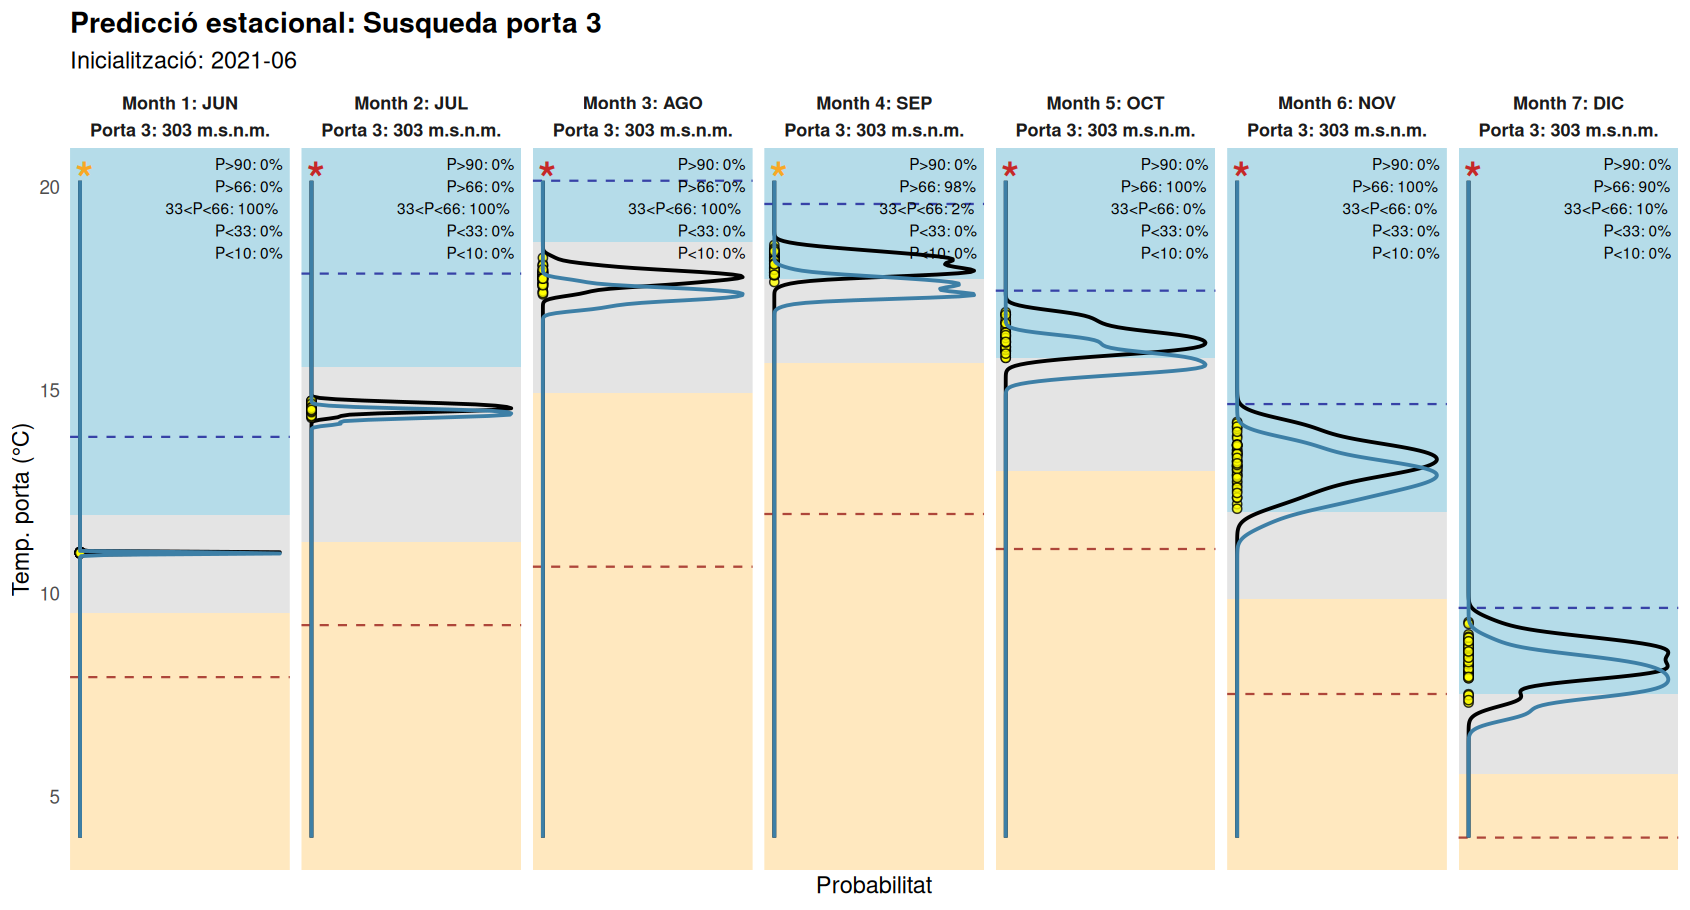 Predicció estacional: Susqueda porta 3
Inicialització: 2021-06
Month 1: JUN
Porta 3: 303 m.s.n.m.
Month 2: JUL
Porta 3: 303 m.s.n.m.
Month 3: AGO
Porta 3: 303 m.s.n.m.
Month 4: SEP
Porta 3: 303 m.s.n.m.
Month 5: OCT
Porta 3: 303 m.s.n.m.
Month 6: NOV
Porta 3: 303 m.s.n.m.
Month 7: DIC
Porta 3: 303 m.s.n.m.
*
P>90: 0%
P>66: 0%
33<P<66: 100%
P<33: 0%
P<10: 0%
*
P>90: 0%
P>66: 0%
33<P<66: 100%
P<33: 0%
P<10: 0%
*
P>90: 0%
P>66: 0%
33<P<66: 100%
P<33: 0%
P<10: 0%
*
P>90: 0%
P>66: 98%
33<P<66: 2%
P<33: 0%
P<10: 0%
*
P>90: 0%
P>66: 100%
33<P<66: 0%
P<33: 0%
P<10: 0%
*
P>90: 0%
P>66: 100%
33<P<66: 0%
P<33: 0%
P<10: 0%
*
P>90: 0%
P>66: 90%
33<P<66: 10%
P<33: 0%
P<10: 0%
20
15
10
5
Temp. porta (°C)
Probabilitat